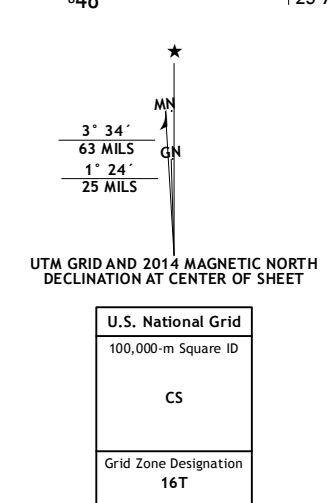 MN
3° 34´
63 MILS
GN
1° 24´
25 MILS
UTM GRID AND 2014 MAGNETIC NORTH
DECLINATION AT CENTER OF SHEET
U.S. National Grid
100,000-m Square ID
CS
Grid Zone Designation
16T